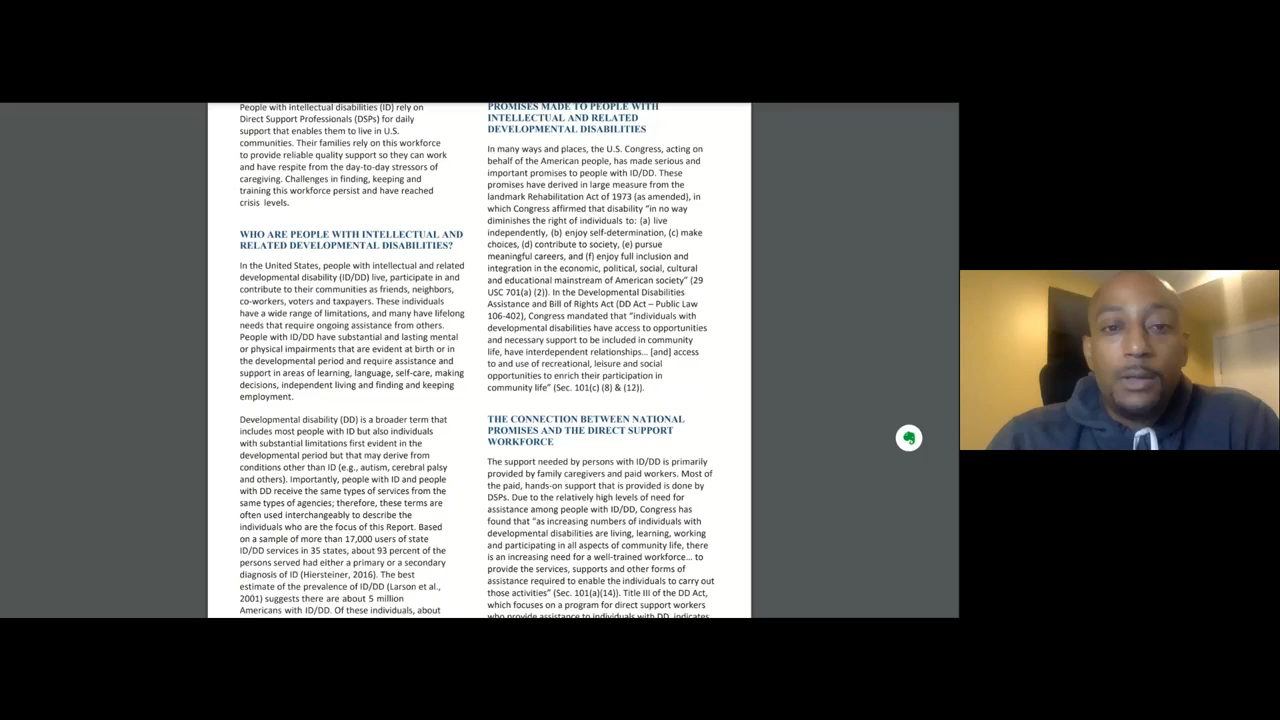 People with intellectual disabilities (ID) rely on
Direct Support Professionals (DSPs) for daily
support that enables them to live in U.S.
communities. Their families rely on this workforce
to provide reliable quality support so they can work
and have respite from the day-to-day stressors of
caregiving. Challenges in finding, keeping and
training this workforce persist and have reached
crisis levels.
WHO ARE PEOPLE WITH INTELLECTUAL AND
RELATED DEVELOPMENTAL DISABILITIES?
In the United States, people with intellectual and related
developmental disability (ID/DD) live, participate in and
contribute to their communities as friends, neighbors,
co-workers, voters and taxpayers. These individuals
have a wide range of limitations, and many have lifelong
needs that require ongoing assistance from others.
People with ID/DD have substantial and lasting mental
or physical impairments that are evident at birth or in
the developmental period and require assistance and
support in areas of learning, language, self-care, making
decisions, independent living and finding and keeping
employment.
Developmental disability (DD) is a broader term that
includes most people with ID but also individuals
with substantial limitations first evident in the
developmental period but that may derive from
conditions other than ID (e.g., autism, cerebral palsy
and others). Importantly, people with ID and people
with DD receive the same types of services from the
same types of agencies; therefore, these terms are
often used interchangeably to describe the
individuals who are the focus of this Report. Based
on a sample of more than 17,000 users of state
ID/DD services in 35 states, about 93 percent of the
persons served had either a primary or a secondary
diagnosis of ID (Hiersteiner, 2016). The best
estimate of the prevalence of ID/DD (Larson et al.,
2001) suggests there are about 5 million
Americans with ID/DD. Of these individuals, about
PROMISES MADE TO PEOPLE WITH
INTELLECTUAL AND RELATED
DEVELOPMENTAL DISABILITIES
In many ways and places, the U.S. Congress, acting on
behalf of the American people, has made serious and
important promises to people with ID/DD. These
promises have derived in large measure from the
landmark Rehabilitation Act of 1973 (as amended), in
which Congress affirmed that disability “in no way
diminishes the right of individuals to: (a) live
independently, (b) enjoy self-determination, (c) make
choices, (d) contribute to society, (e) pursue
meaningful careers, and (f) enjoy full inclusion and
integration in the economic, political, social, cultural
and educational mainstream of American society” (29
USC 701(a) (2)). In the Developmental Disabilities
Assistance and Bill of Rights Act (DD Act – Public Law
106-402), Congress mandated that “individuals with
developmental disabilities have access to opportunities
and necessary support to be included in community
life, have interdependent relationships… [and] access
to and use of recreational, leisure and social
opportunities to enrich their participation in
community life” (Sec. 101(c) (8) & (12)).
THE CONNECTION BETWEEN NATIONAL
PROMISES AND THE DIRECT SUPPORT
WORKFORCE
The support needed by persons with ID/DD is primarily
provided by family caregivers and paid workers. Most of
the paid, hands-on support that is provided is done by
DSPs. Due to the relatively high levels of need for
assistance among people with ID/DD, Congress has
found that “as increasing numbers of individuals with
developmental disabilities are living, learning, working
and participating in all aspects of community life, there
is an increasing need for a well-trained workforce… to
provide the services, supports and other forms of
assistance required to enable the individuals to carry out
those activities” (Sec. 101(a)(14)). Title III of the DD Act,
which focuses on a program for direct support workers
who provide assistance to individuals with DD, indicates